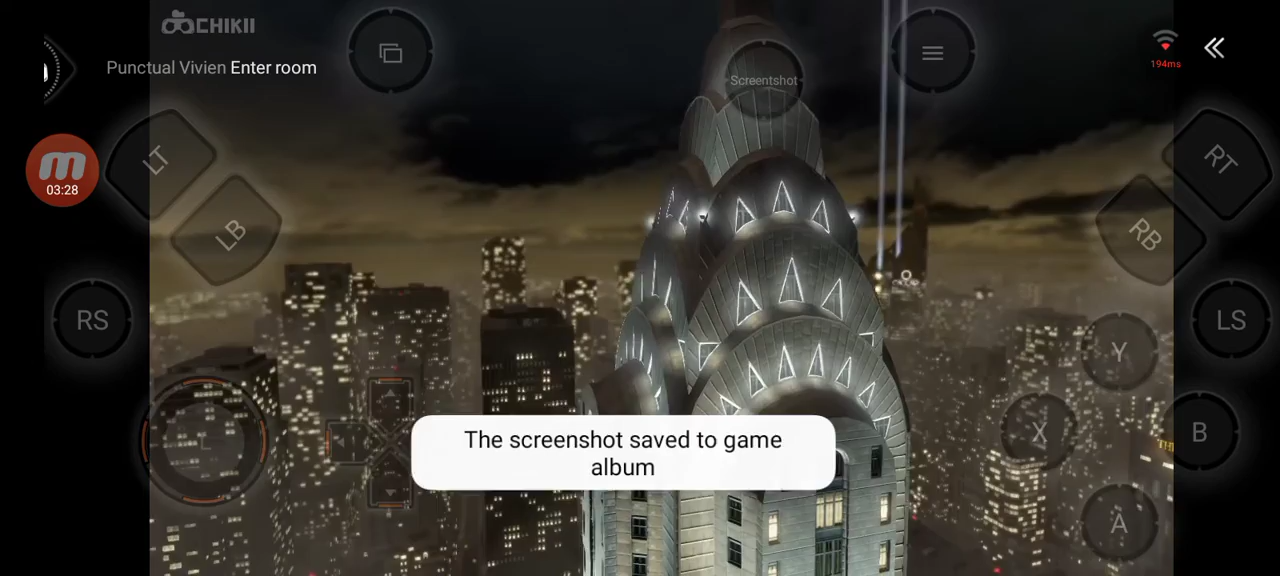 CHIKII
Punctual Vivien Enter room
Screentshot
194ms
LT
RT
03:28
LB
RB
RS
LS
Y
X
B
The screenshot saved to game
album
A